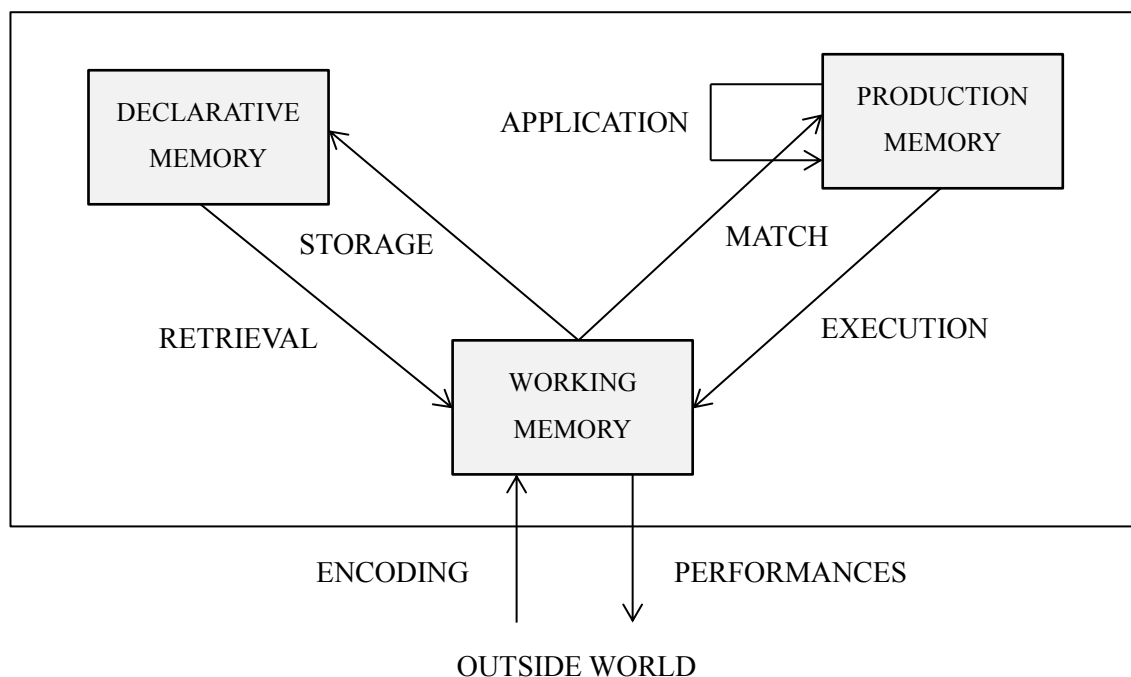 DECLARATIVE
MEMORY
PRODUCTION
MEMORY
APPLICATION
STORAGE
MATCH
RETRIEVAL
EXECUTION
WORKING
MEMORY
ENCODING
PERFORMANCES
OUTSIDE WORLD